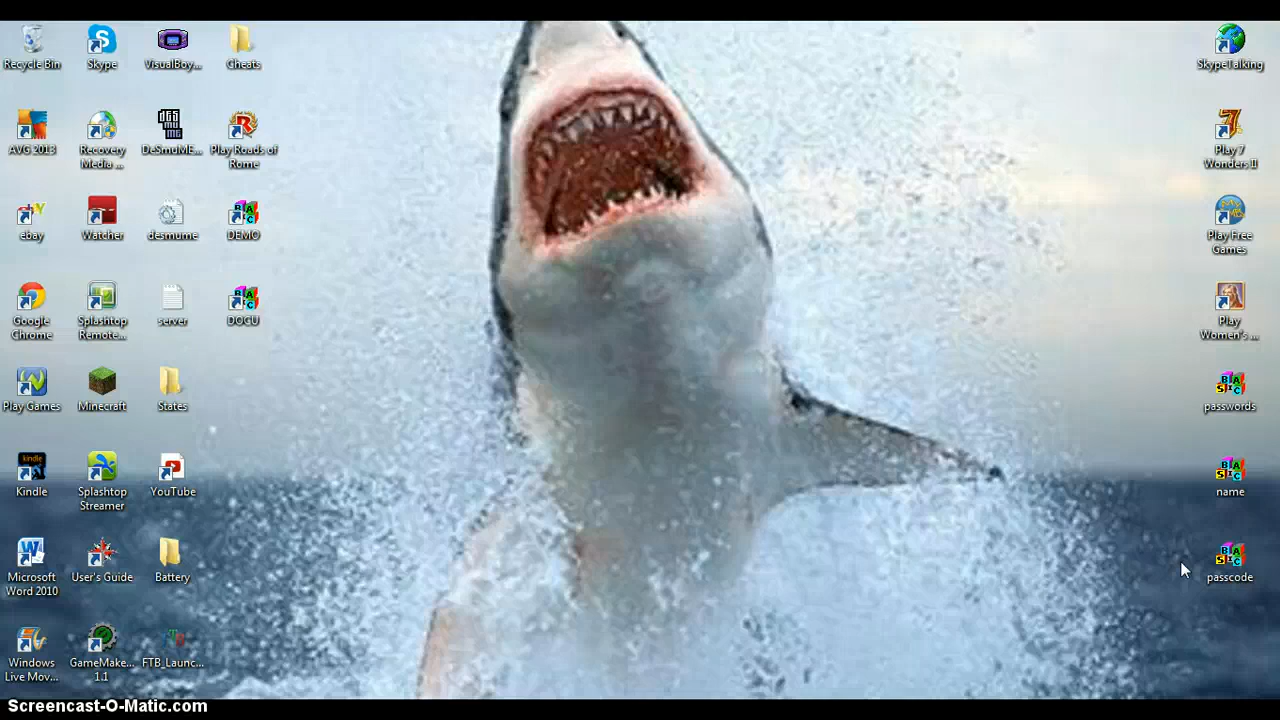 Recycle Bin
Skype
VisualBoy...
Cheats
SkypeTalking
AVG 2013
Recovery
Media ...
DeSmuME...
Play Roads of
Rome
Play 7
Wonders II
ebay
Watcher
desmume
DEMO
Play Free
Games
Google
Chrome
Splashtop
Remote...
server
DOCU
Play
Women's ...
Play Games
Minecraft
States
passwords
kindle
Kindle
Splashtop
Streamer
YouTube
name
Microsoft
Word 2010
User's Guide
Battery
passcode
Windows
Live Mov...
GameMake...
1.1
FTB_Launc...
Screencast-O-Matic.com